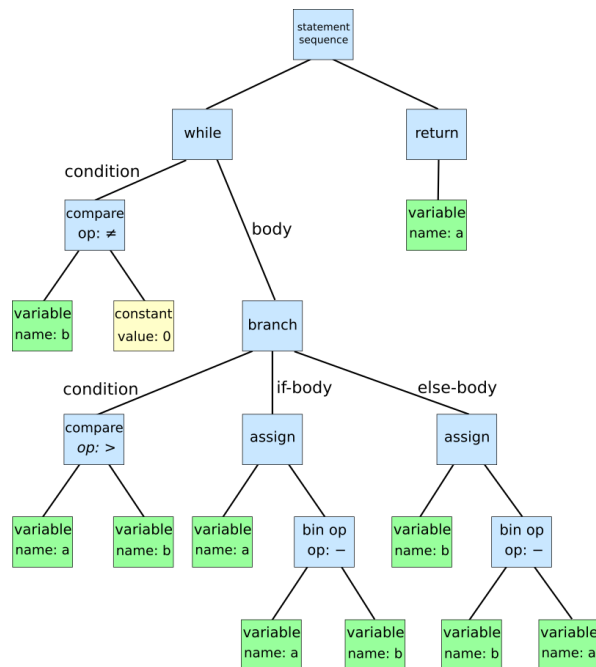 statement
sequence
while
return
condition
compare
op: ≠
body
variable
name: a
variable
name: b
constant
value: 0
branch
condition
if-body
else-body
compare
op: >
assign
assign
variable
name: a
variable
name: b
variable
name: a
bin op
op: −
variable
name: b
bin op
op: −
variable
name: a
variable
name: b
variable
name: b
variable
name: a